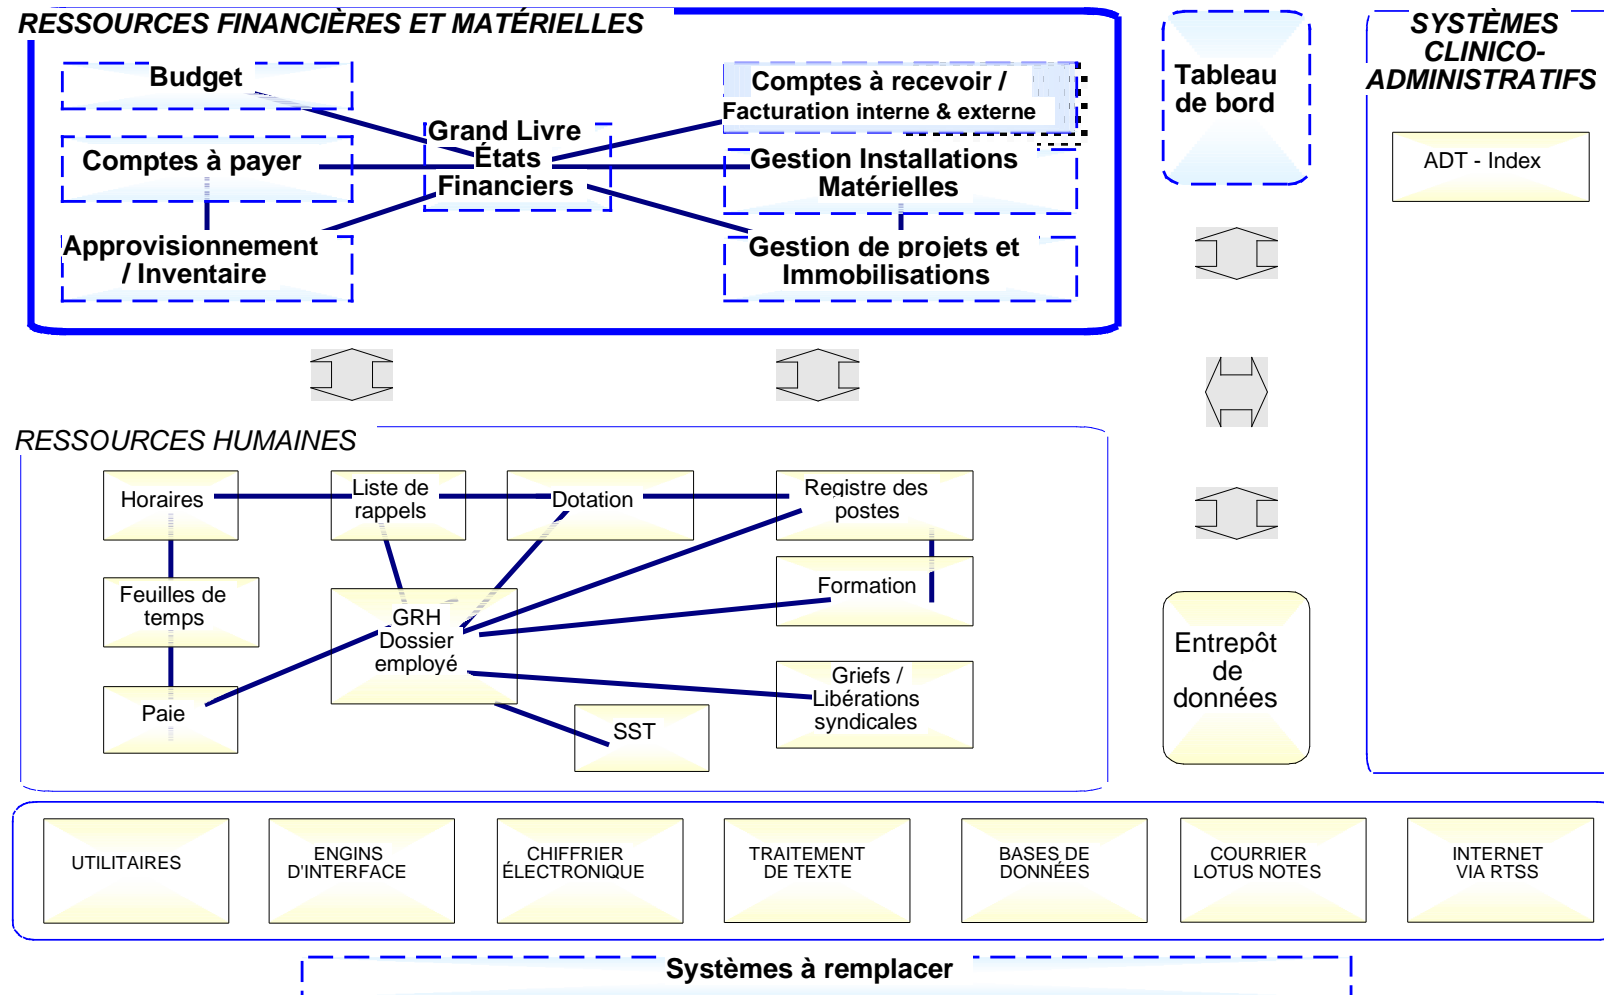 RESSOURCES FINANCIÈRES ET MATÉRIELLES
Budget
Comptes à payer
Approvisionnement
/ Inventaire
Grand Livre
États
Financiers
Comptes à recevoir /
Facturation interne & externe
Gestion Installations
Matérielles
Gestion de projets et
Immobilisations
Tableau
de bord
SYSTÈMES
CLINICO-
ADMINISTRATIFS
ADT - Index
RESSOURCES HUMAINES
Horaires
Liste de
rappels
Dotation
Registre des
postes
Feuilles de
temps
GRH
Dossier
employé
Formation
Paie
SST
Griefs /
Libérations
syndicales
Entrepôt
de
données
UTILITAIRES
ENGINS
D'INTERFACE
CHIFFRIER
ÉLECTRONIQUE
TRAITEMENT
DE TEXTE
BASES DE
DONNÉES
COURRIER
LOTUS NOTES
INTERNET
VIA RTSS
Systèmes à remplacer